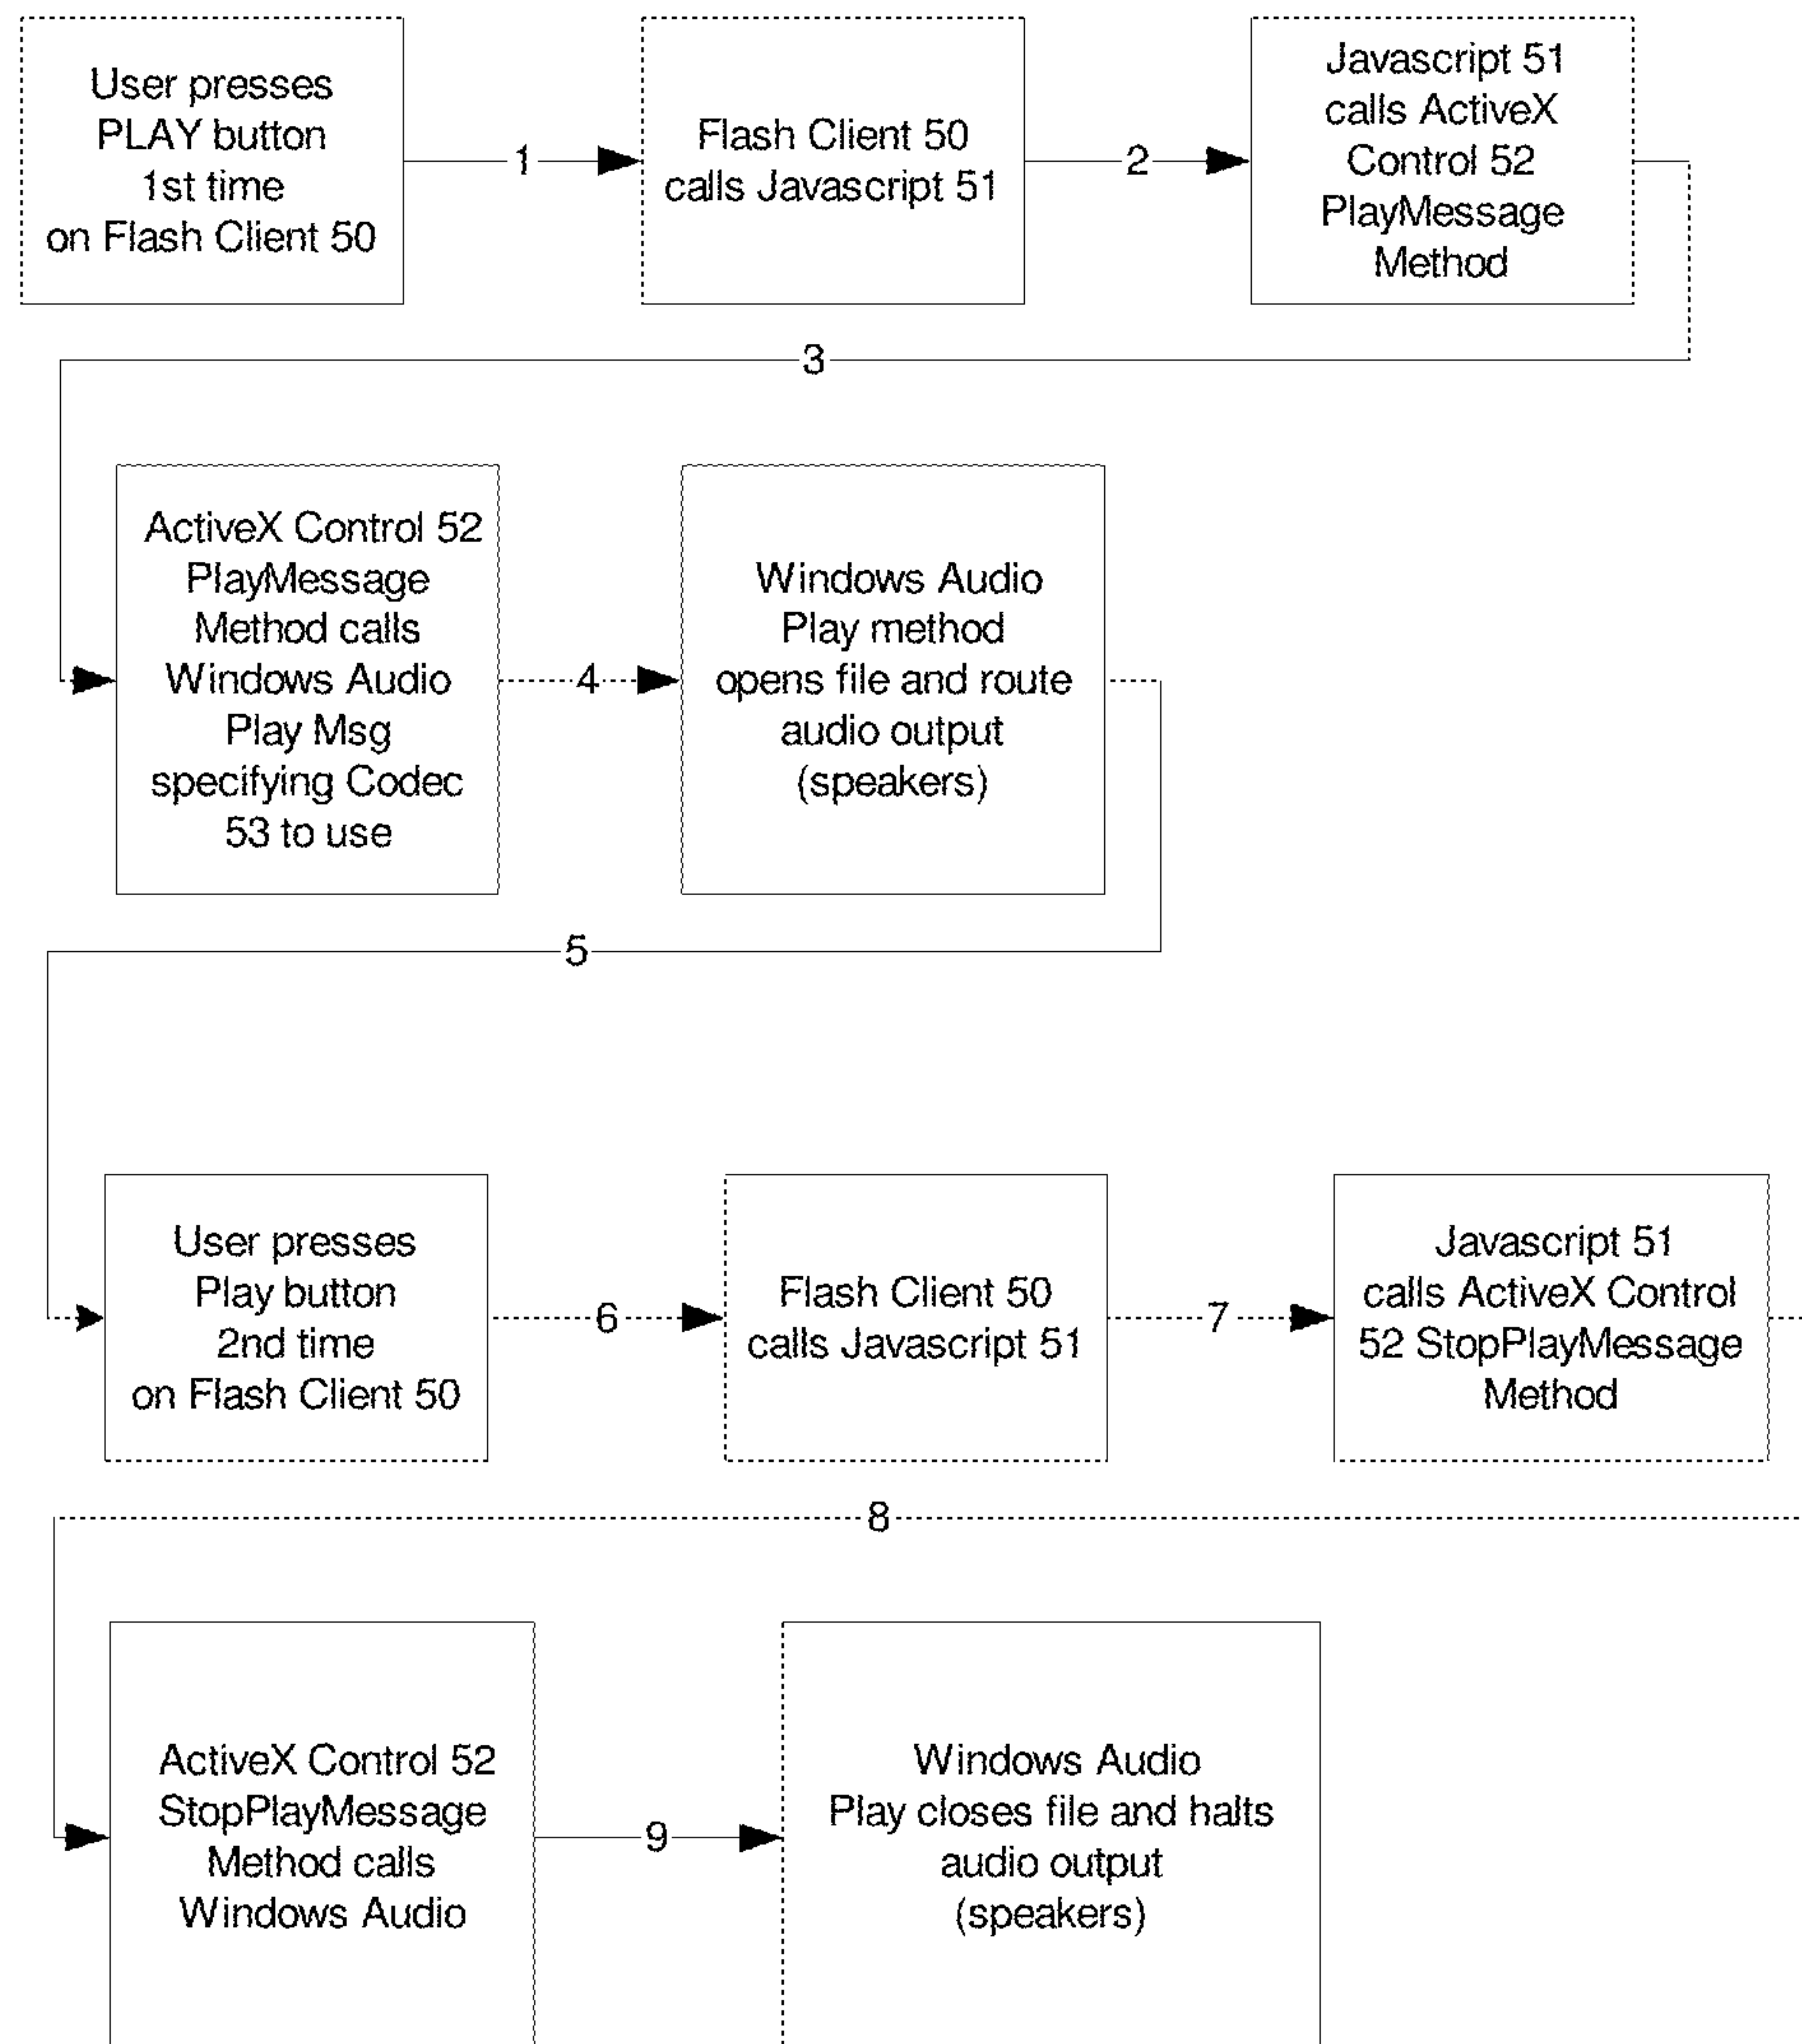 User presses
PLAY button
1st time
on Flash Client 50
1
Flash Client 50
calls Javascript 51
2
Javascript 51
calls ActiveX
Control 52
PlayMessage
Method
3
ActiveX Control 52
PlayMessage
Method calls
Windows Audio
Play Msg
specifying Codec
53 to use
4
Windows Audio
Play method
opens file and route
audio output
(speakers)
5
User presses
Play button
2nd time
on Flash Client 50
6
Flash Client 50
calls Javascript 51
7
Javascript 51
calls ActiveX Control
52 StopPlayMessage
Method
8
ActiveX Control 52
StopPlayMessage
Method calls
Windows Audio
9
Windows Audio
Play closes file and halts
audio output
(speakers)